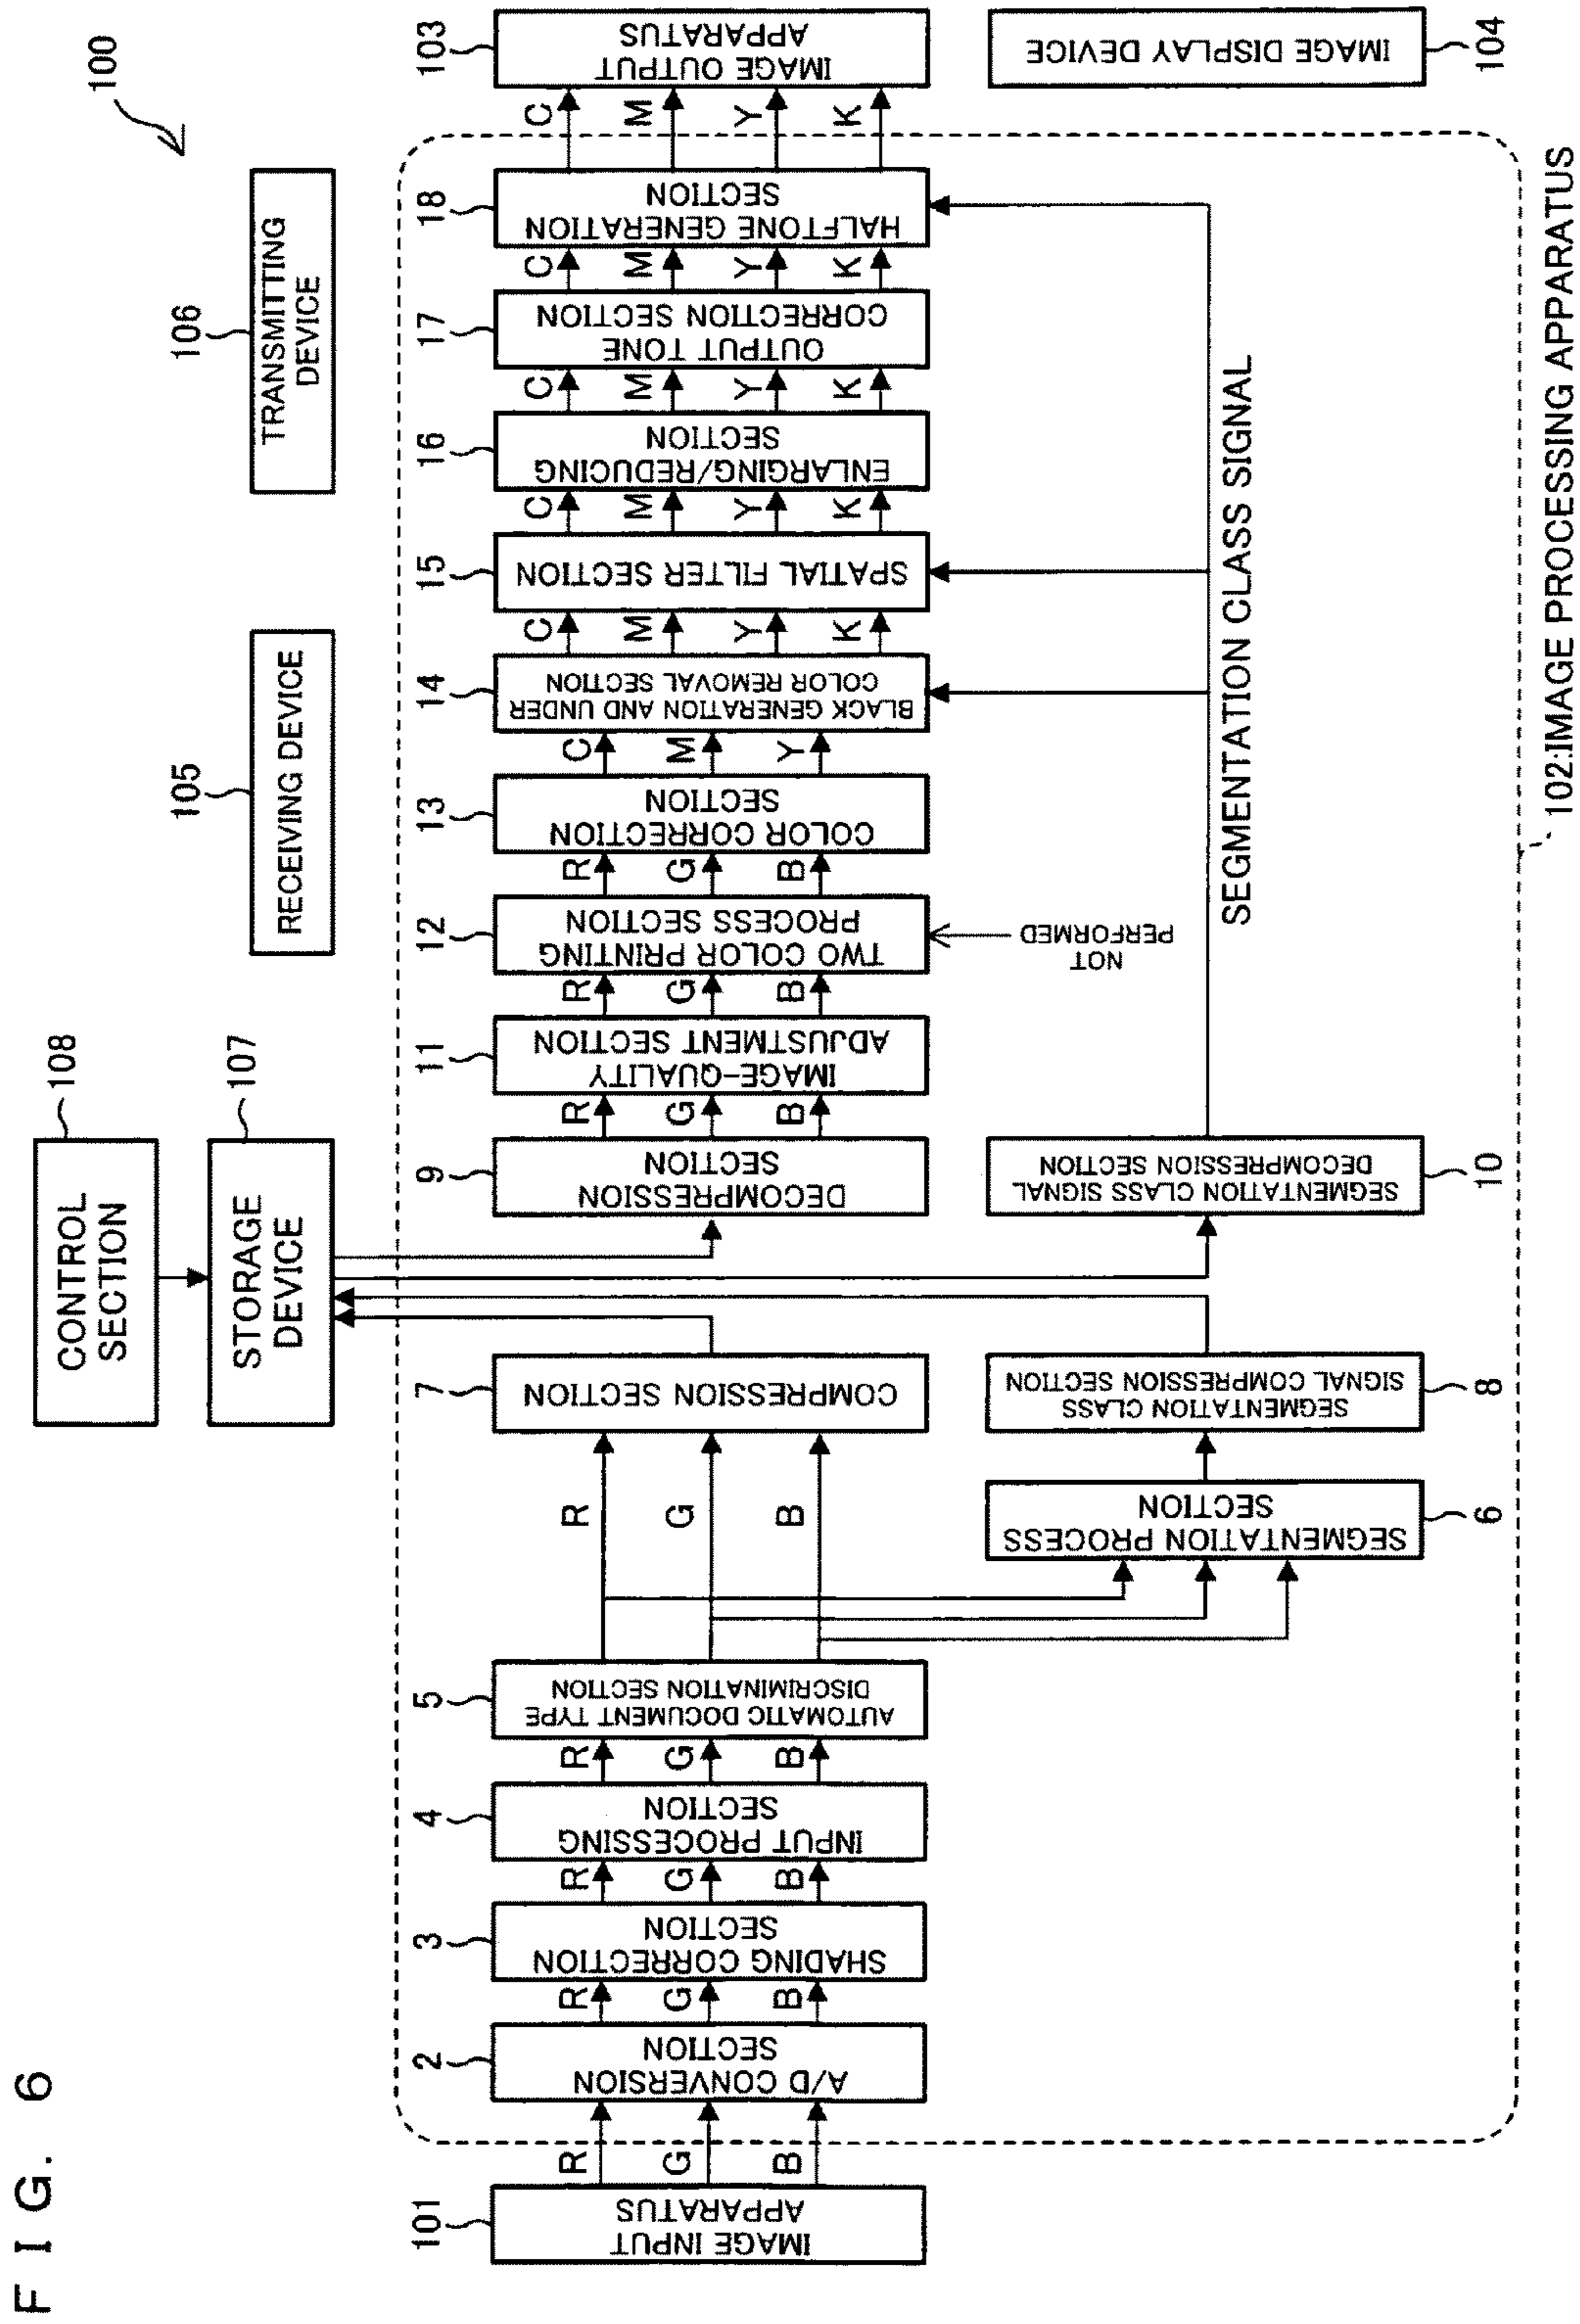 FIG. 6
100
CONTROL
SECTION
108
STORAGE
DEVICE
107
RECEIVING DEVICE
105
TRANSMITTING
DEVICE
106
101
IMAGE INPUT
APPARATUS
R
G
B
2
A/D CONVERSION
SECTION
R
G
B
3
SHADING CORRECTION
SECTION
R
G
B
4
INPUT PROCESSING
SECTION
R
G
B
5
AUTOMATIC DOCUMENT TYPE
DISCRIMINATION SECTION
R
G
B
7
COMPRESSION SECTION
SEGMENTATION PROCESS
SECTION
6
SEGMENTATION CLASS
SIGNAL COMPRESSION SECTION
8
9
DECOMPRESSION
SECTION
SEGMENTATION CLASS SIGNAL
DECOMPRESSION SECTION
10
R
G
B
11
IMAGE-QUALITY
ADJUSTMENT SECTION
R
G
B
12
TWO COLOR PRINTING
PROCESS SECTION
NOT
PERFORMED
R
G
B
13
COLOR CORRECTION
SECTION
C
M
Y
14
BLACK GENERATION AND UNDER
COLOR REMOVAL SECTION
C
M
Y
K
15
SPATIAL FILTER SECTION
C
M
Y
K
16
ENLARGING/REDUCING
SECTION
C
M
Y
K
17
OUTPUT TONE
CORRECTION SECTION
C
M
Y
K
18
HALFTONE GENERATION
SECTION
C
M
Y
K
103
IMAGE OUTPUT
APPARATUS
IMAGE DISPLAY DEVICE
104
SEGMENTATION CLASS SIGNAL
102:IMAGE PROCESSING APPARATUS